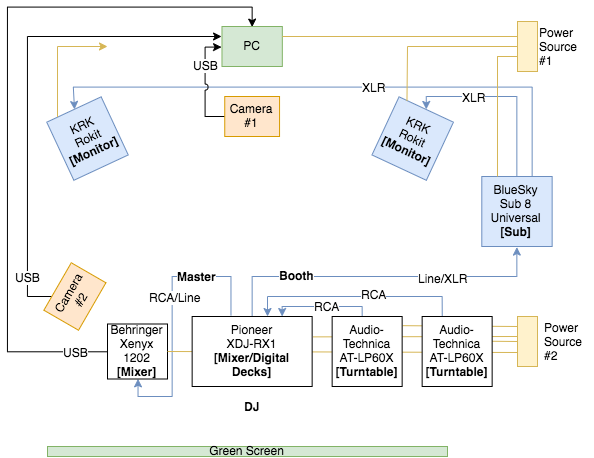 Power
Source
#1
PC
USB
XLR
XLR
Camera
#1
KRK
Rokit
[Monitor]
KRK
Rokit
[Monitor]
BlueSky
Sub 8
Universal
[Sub]
USB
Camera
#2
Master
Booth
Line/XLR
RCA/Line
RCA
RCA
USB
Behringer
Xenyx
1202
[Mixer]
Pioneer
XDJ-RX1
[Mixer/Digital
Decks]
Audio-
Technica
AT-LP60X
[Turntable]
Audio-
Technica
AT-LP60X
[Turntable]
Power
Source
#2
DJ
Green Screen